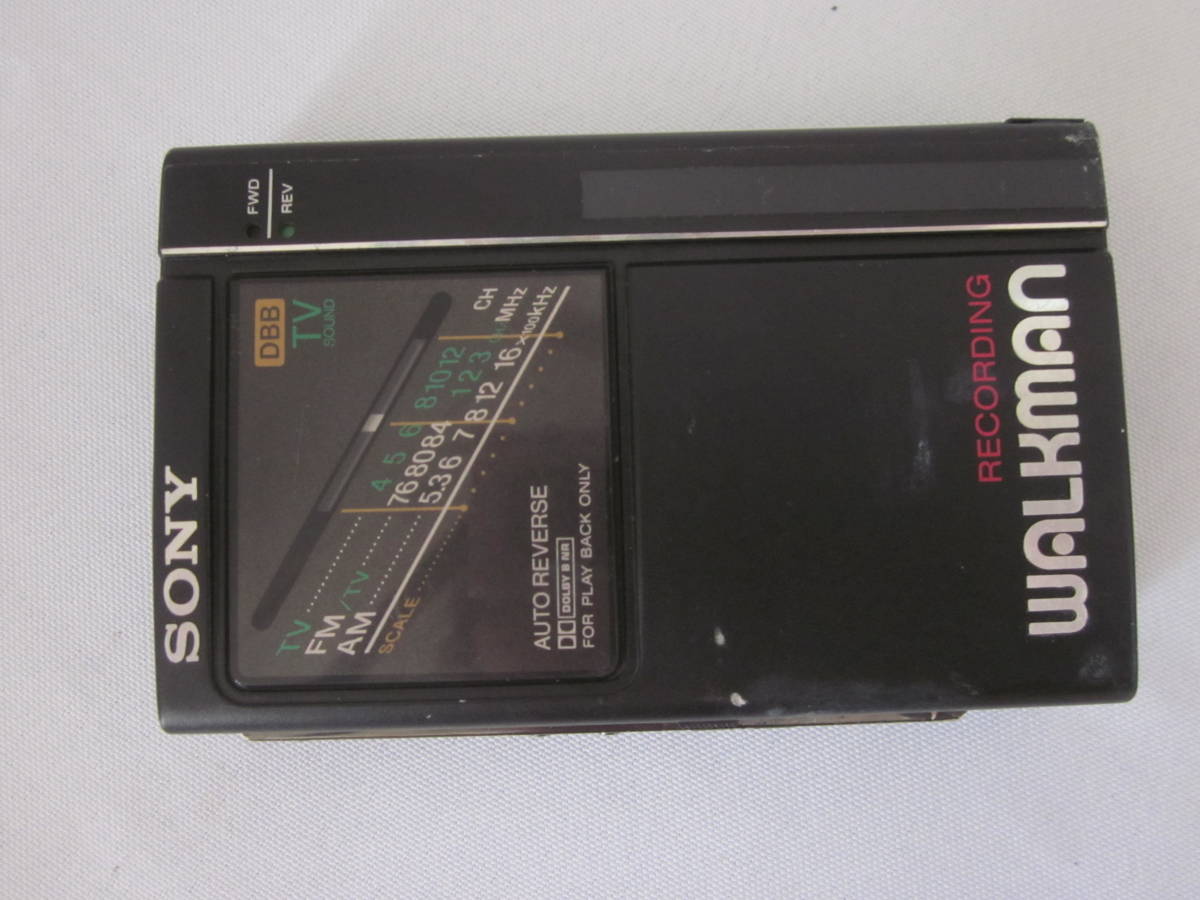 SONY
FWD
REV
DBB
TV
SOUND
TV 4 5 6 8 10 12 CH
FM/TV 76 80 84 1 2 3 CH MHz
AM 5.3 6 7 8 12 16 ×100kHz
SCALE
AUTO REVERSE
DOLBY B NR
FOR PLAY BACK ONLY
RECORDING
WALKMAN